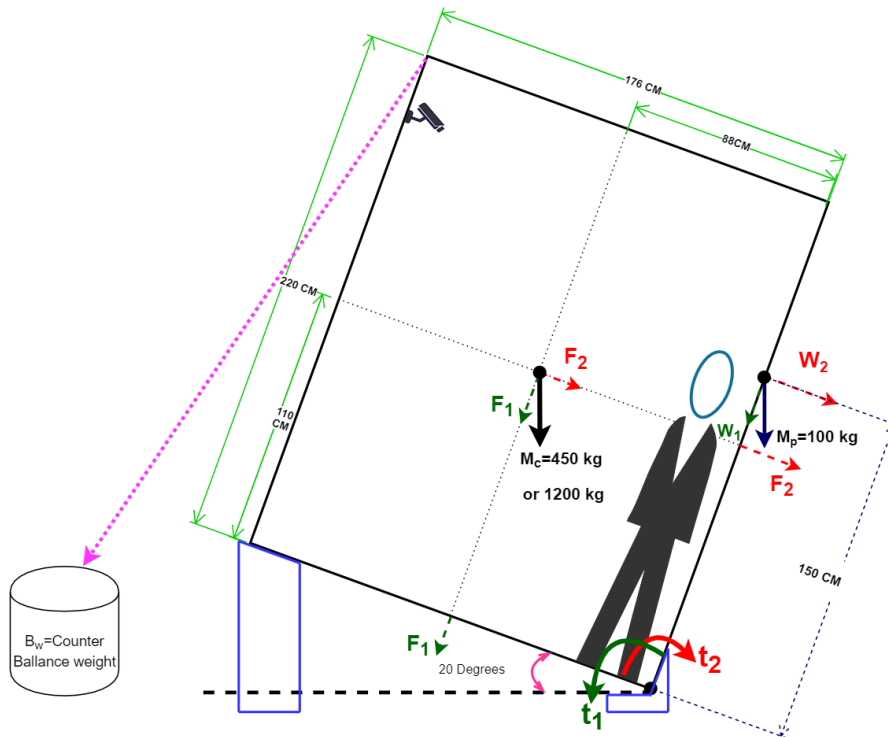 176 CM
88CM
220 CM
F2
W2
F1
110
CM
W1
Mp=100 kg
Mc=450 kg
F2
or 1200 kg
150 CM
Bw=Counter
Ballance weight
F1
20 Degrees
t2
t1